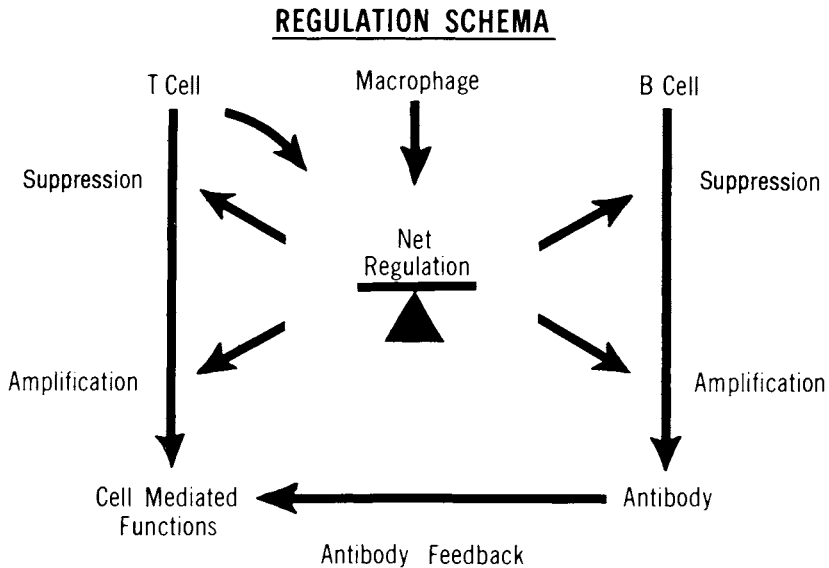 REGULATION SCHEMA
T Cell
Macrophage
B Cell
Suppression
Suppression
Net
Regulation
Amplification
Amplification
Cell Mediated
Functions
Antibody
Antibody Feedback